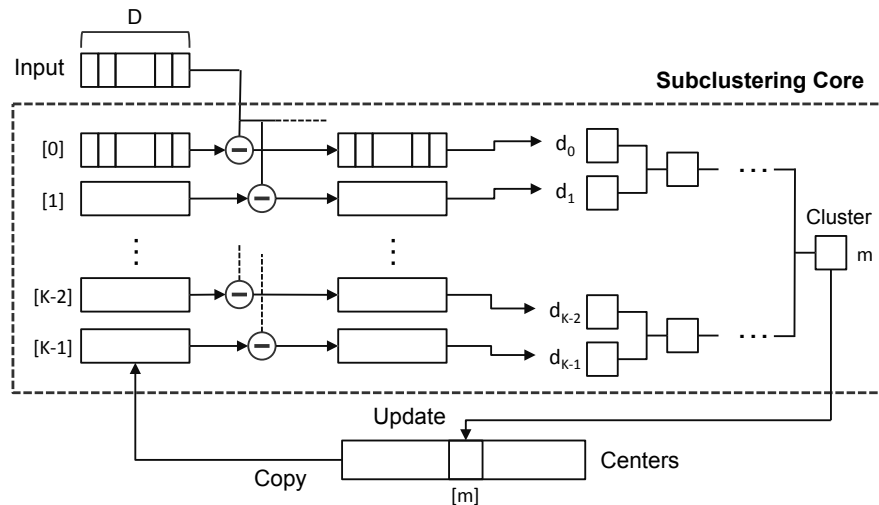 D
Input
Subclustering Core
[0]
d0
[1]
d1
Cluster
m
[K-2]
dK-2
[K-1]
dK-1
Update
Centers
Copy
[m]